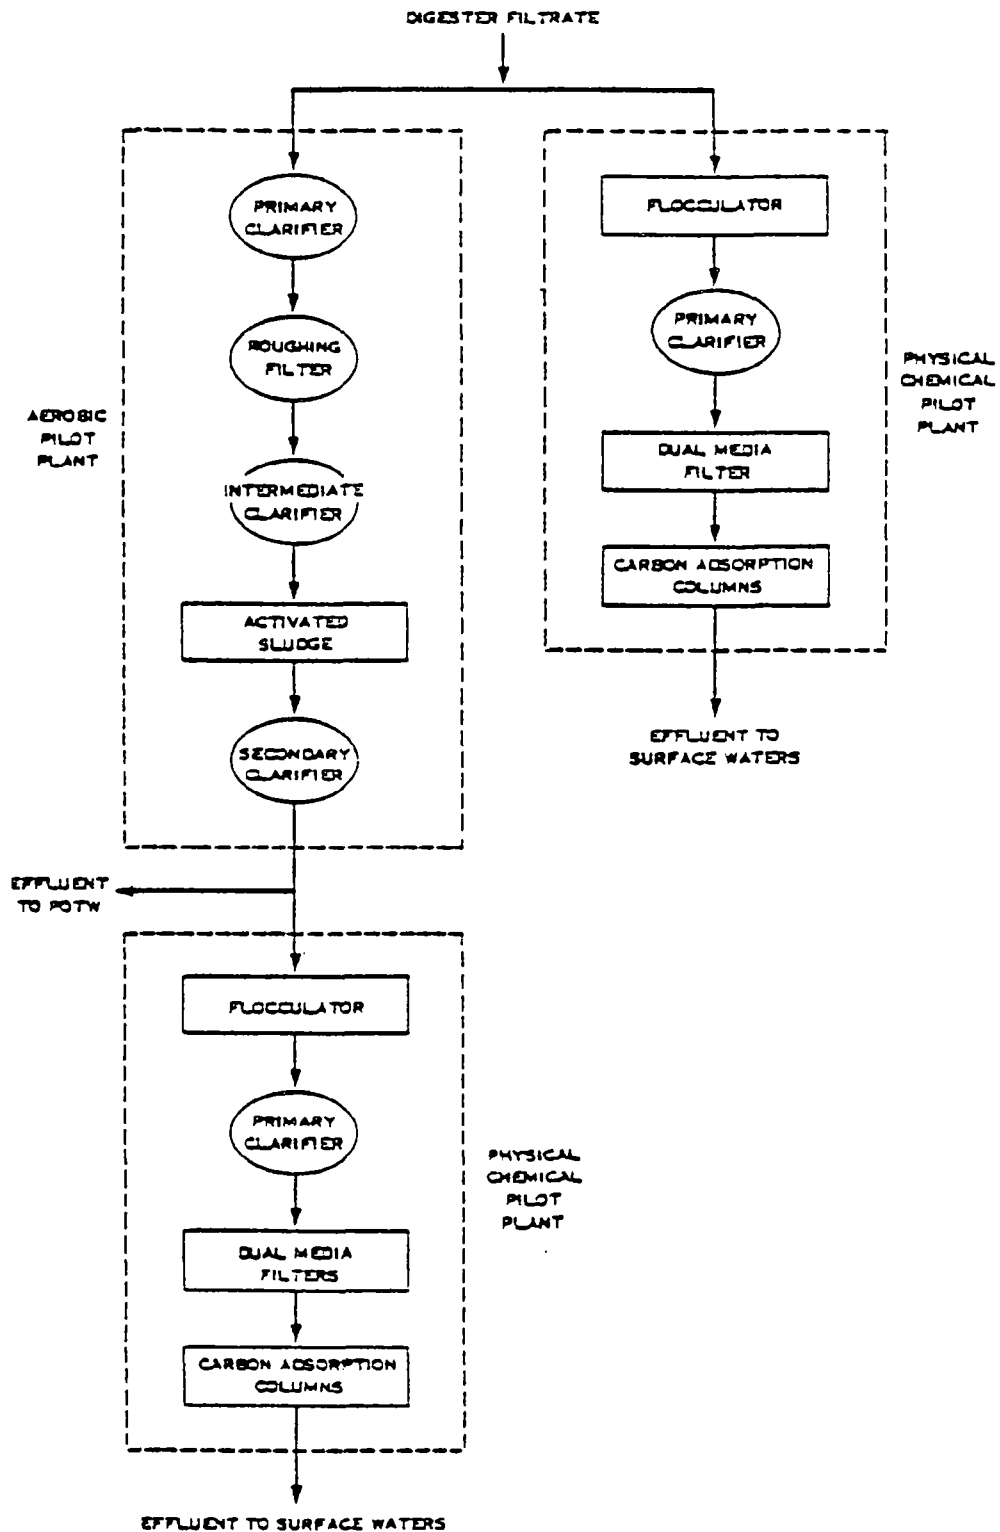 DIGESTER FILTRATE
PRIMARY
CLARIFIER
ROUGHING
FILTER
INTERMEDIATE
CLARIFIER
ACTIVATED
SLUDGE
SECONDARY
CLARIFIER
AEROBIC
PILOT
PLANT
EFFLUENT
TO POTW
FLOCCULATOR
PRIMARY
CLARIFIER
DUAL MEDIA
FILTERS
CARBON ADSORPTION
COLUMNS
PHYSICAL
CHEMICAL
PILOT
PLANT
EFFLUENT TO SURFACE WATERS
FLOCCULATOR
PRIMARY
CLARIFIER
DUAL MEDIA
FILTER
CARBON ADSORPTION
COLUMNS
PHYSICAL
CHEMICAL
PILOT
PLANT
EFFLUENT TO
SURFACE WATERS